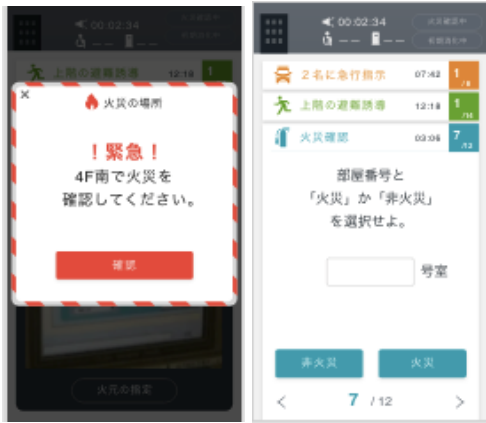 00:02:34
上階の避難誘導 12:18 1
×
火災の場所
!緊急!
4F南で火災を
確認してください。
確認
火元の指定
00:02:34
2名に急行指示 07:42 1
上階の避難誘導 12:18 1
火災確認 03:06 7 /12
部屋番号と
「火災」か「非火災」
を選択せよ。
号室
非火災 火災
< 7 /12 >